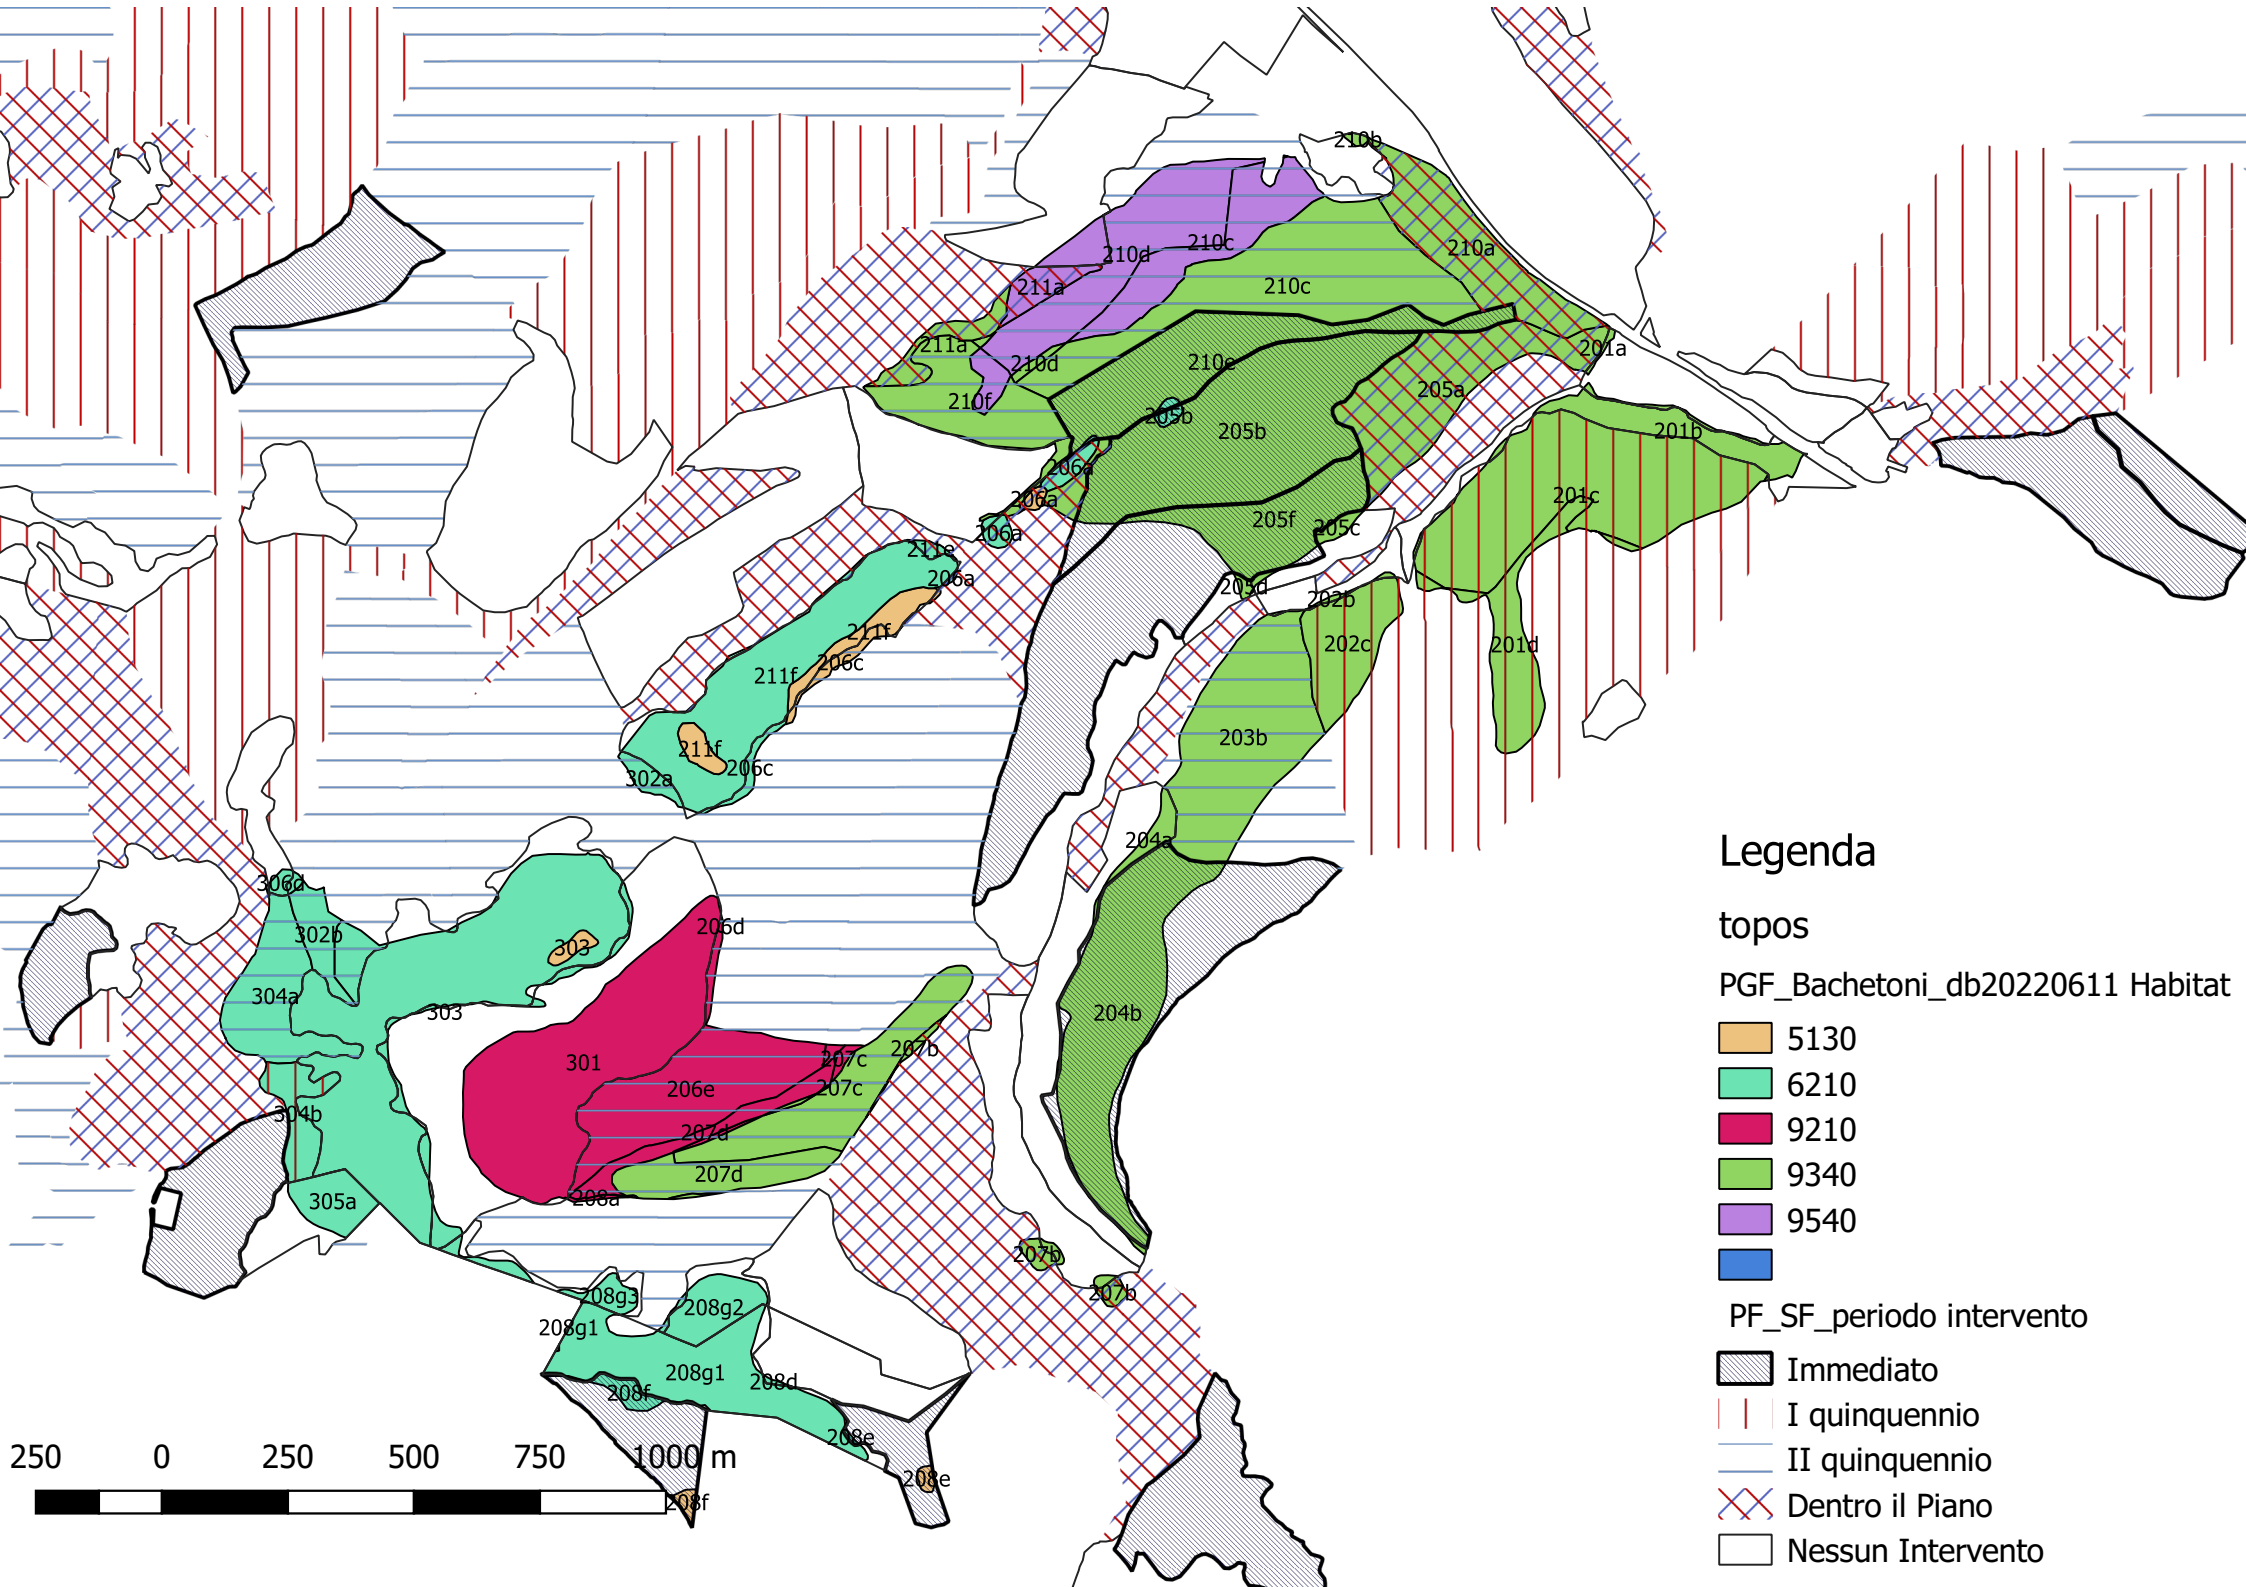 210b
210a
210c
210d
211a
210c
201a
211a
210d
210e
205a
210f
205b
205b
201b
206a
206a
201c
205f
205c
206a
211e
206a
205d
202b
211f
202c
201d
206c
211f
203b
211f
206c
302a
204a
306d
206d
302b
303
304a
303
204b
207b
301
207c
206e
207c
304b
207d
207d
305a
208a
207b
207b
208g3
208g2
208g1
208g1
208d
208f
208e
208e
208f
250 0 250 500 750 1000 m
Legenda
topos
PGF_Bachetoni_db20220611 Habitat
5130
6210
9210
9340
9540
PF_SF_periodo intervento
Immediato
I quinquennio
II quinquennio
Dentro il Piano
Nessun Intervento